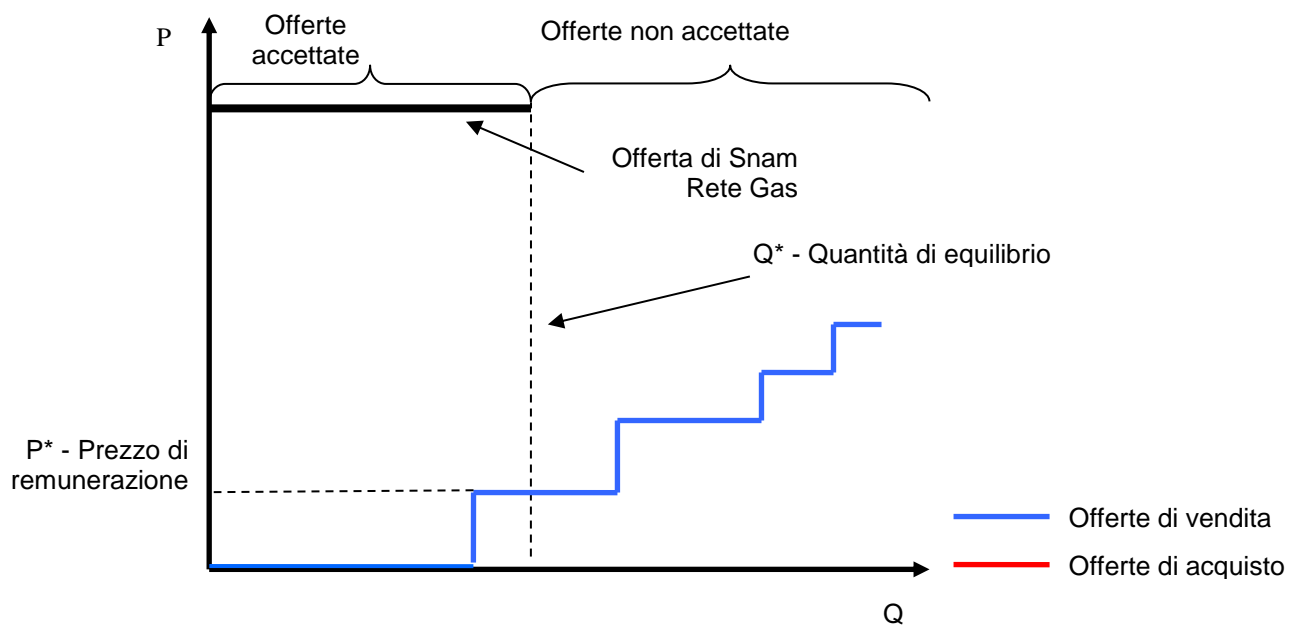 P
Offerte
accettate
Offerte non accettate
Offerta di Snam
Rete Gas
Q* - Quantità di equilibrio
P* - Prezzo di
remunerazione
Offerte di vendita
Offerte di acquisto
Q